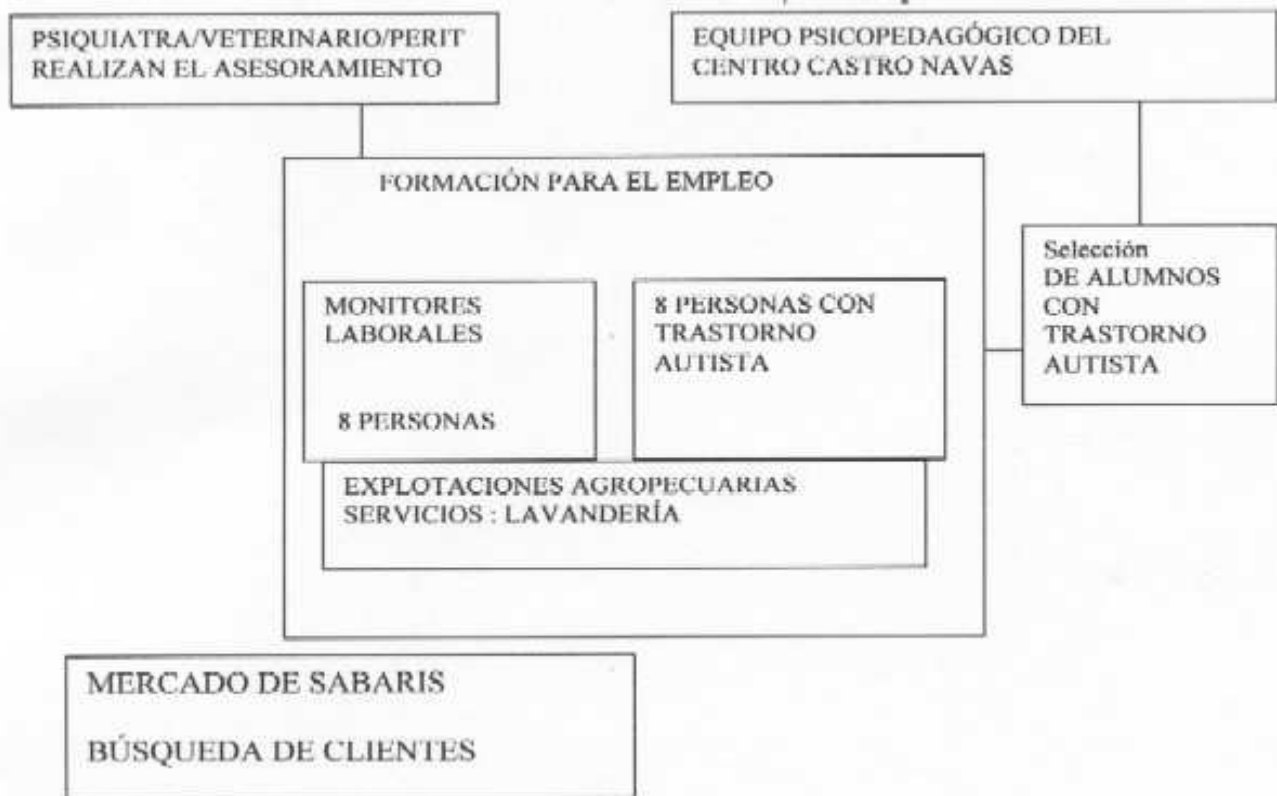 PSIQUIATRA/VETERINARIO/PERIT
REALIZAN EL ASESORAMIENTO
EQUIPO PSICOPEDAGÓGICO DEL
CENTRO CASTRO NAVAS
FORMACIÓN PARA EL EMPLEO
MONITORES
LABORALES
8 PERSONAS
8 PERSONAS CON
TRASTORNO
AUTISTA
Selección
DE ALUMNOS
CON
TRASTORNO
AUTISTA
EXPLOTACIONES AGROPECUARIAS
SERVICIOS : LAVANDERÍA
MERCADO DE SABARIS
BÚSQUEDA DE CLIENTES